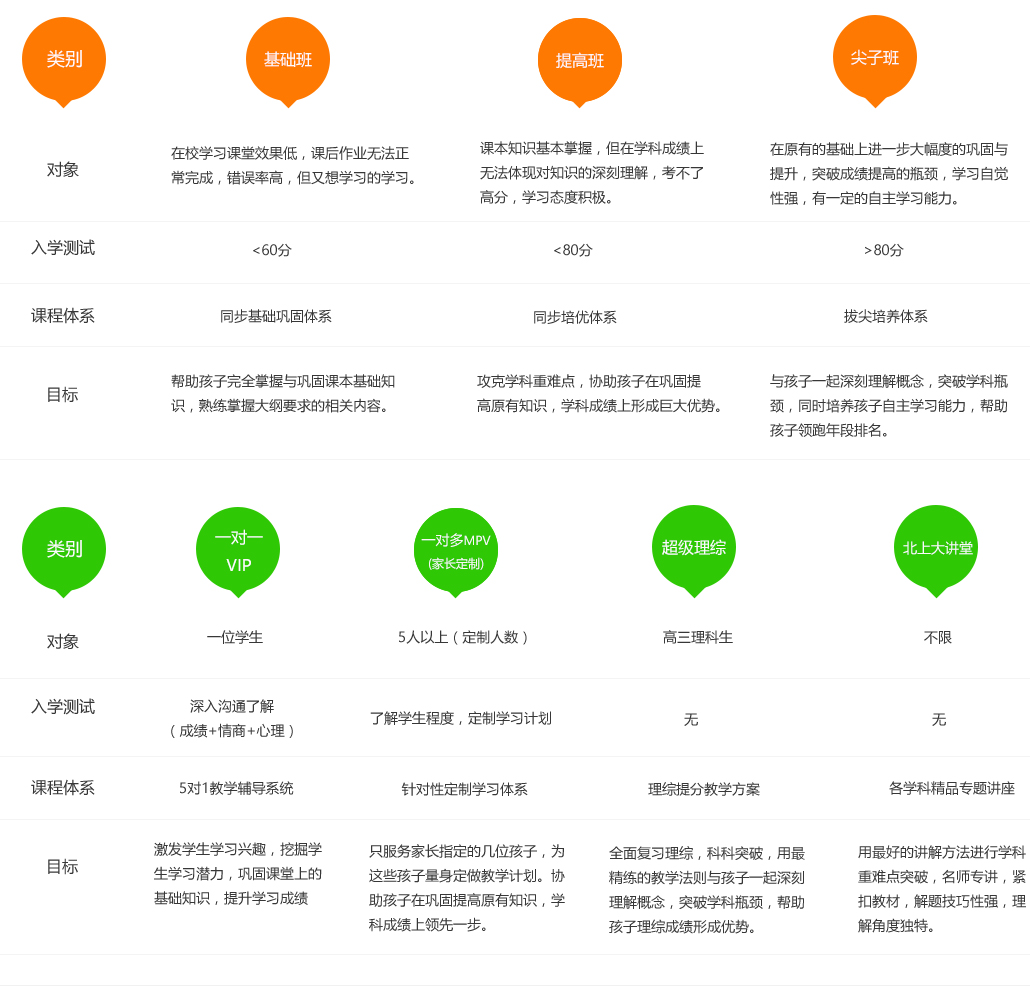 类别
基础班
提高班
尖子班
对象
在校学习课堂效果低，课后作业无法正
常完成，错误率高，但又想学习的学习。
课本知识基本掌握，但在学科成绩上
无法体现对知识的深刻理解，考不了
高分，学习态度积极。
在原有的基础上进一步大幅度的巩固与
提升，突破成绩提高的瓶颈，学习自觉
性强，有一定的自主学习能力。
入学测试
<60分
<80分
>80分
课程体系
同步基础巩固体系
同步培优体系
拔尖培养体系
目标
帮助孩子完全掌握与巩固课本基础知
识，熟练掌握大纲要求的相关内容。
攻克学科重难点，协助孩子在巩固提
高原有知识，学科成绩上形成巨大优势。
与孩子一起深刻理解概念，突破学科瓶
颈，同时培养孩子自主学习能力，帮助
孩子领跑年段排名。
类别
一对一
VIP
一对多MPV
(家长定制)
超级理综
北上大讲堂
对象
一位学生
5人以上（定制人数）
高三理科生
不限
入学测试
深入沟通了解
（成绩+情商+心理）
了解学生程度，定制学习计划
无
无
课程体系
5对1教学辅导系统
针对性定制学习体系
理综提分教学方案
各学科精品专题讲座
目标
激发学生学习兴趣，挖掘学
生学习潜力，巩固课堂上的
基础知识，提升学习成绩
只服务家长指定的几位孩子，为
这些孩子量身定做教学计划。协
助孩子在巩固提高原有知识，学
科成绩上领先一步。
全面复习理综，科科突破，用最
精练的教学法则与孩子一起深刻
理解概念，突破学科瓶颈，帮助
孩子理综成绩形成优势。
用最好的讲解方法进行学科
重难点突破，名师专讲，紧
扣教材，解题技巧性强，理
解角度独特。